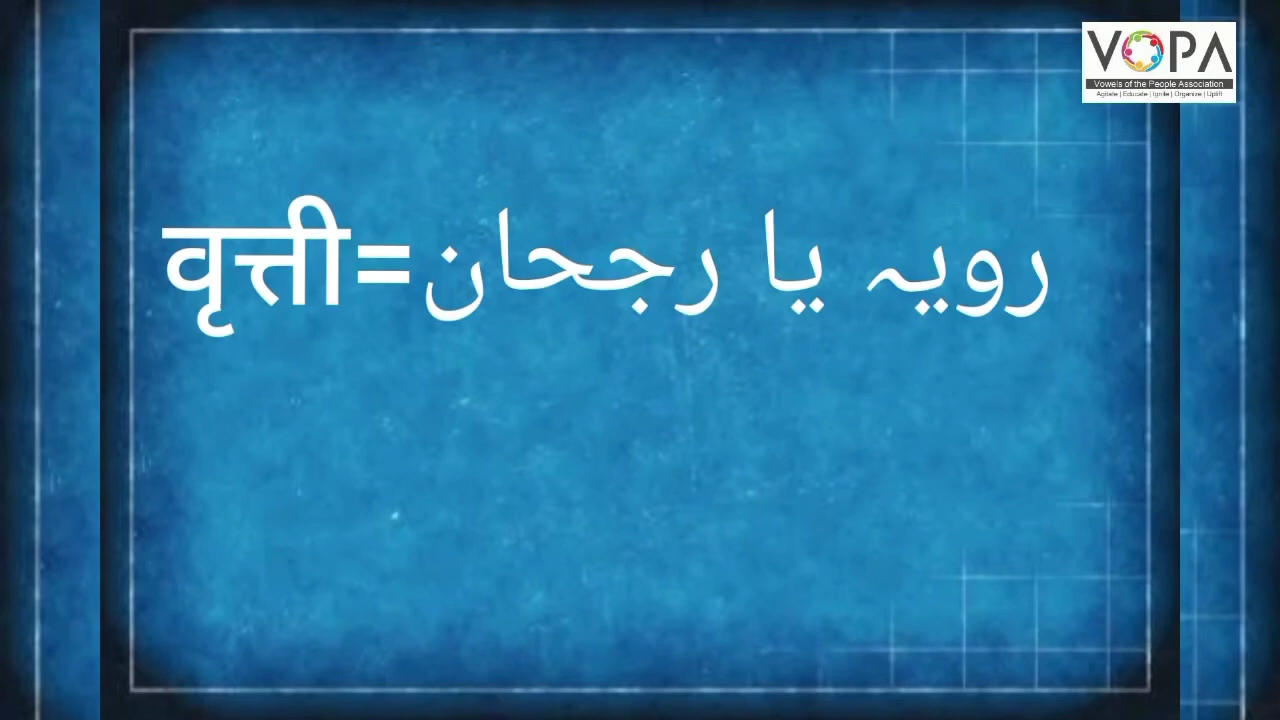 VOPA
Vowels of the People Association
Agitate | Educate | Ignite | Organize | Uplift
वृत्ती=رویہ یا رجحان